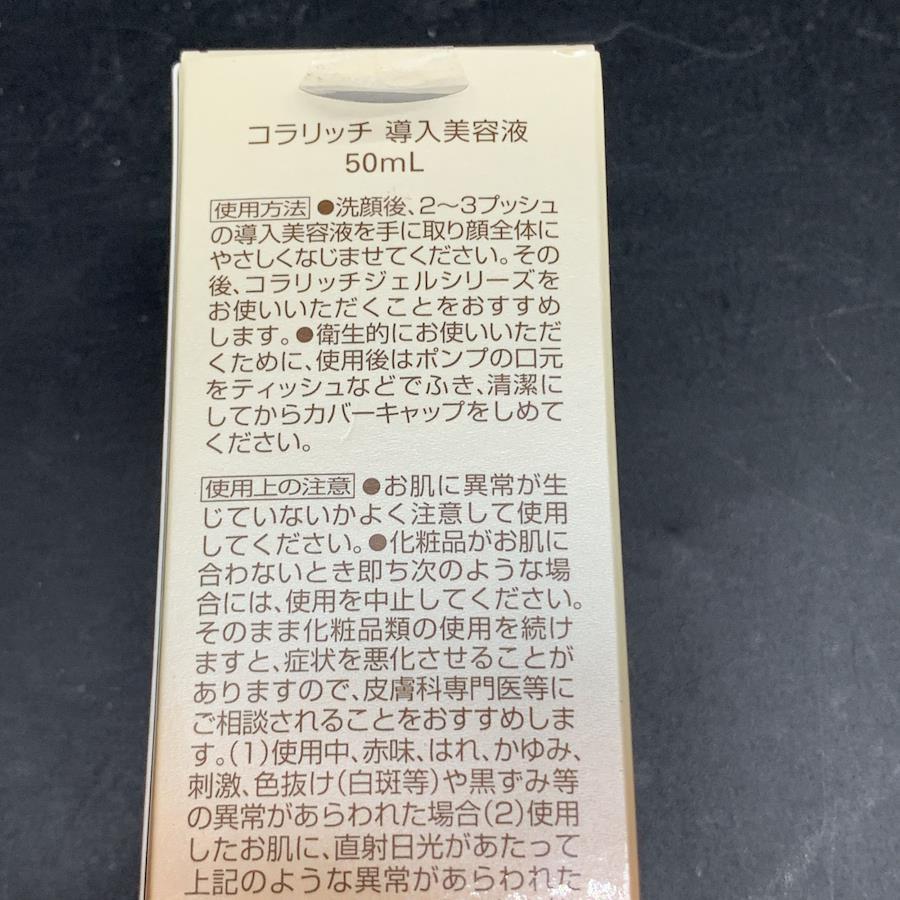 コラリッチ 導入美容液
50mL
使用方法 ●洗顔後、2〜3プッシュ
の導入美容液を手に取り顔全体に
やさしくなじませてください。その
後、コラリッチジェルシリーズを
お使いいただくことをおすすめ
します。●衛生的にお使いいただ
くために、使用後はポンプの口元
をティッシュなどでふき、清潔に
してからカバーキャップをしめて
ください。
使用上の注意 ●お肌に異常が生
じていないかよく注意して使用
してください。●化粧品がお肌に
合わないとき即ち次のような場
合には、使用を中止してください。
そのまま化粧品類の使用を続け
ますと、症状を悪化させることが
ありますので、皮膚科専門医等に
ご相談されることをおすすめしま
す。(1)使用中、赤味、はれ、かゆみ、
刺激、色抜け(白斑等)や黒ずみ等
の異常があらわれた場合(2)使用
したお肌に、直射日光があたって
上記のような異常があらわれた